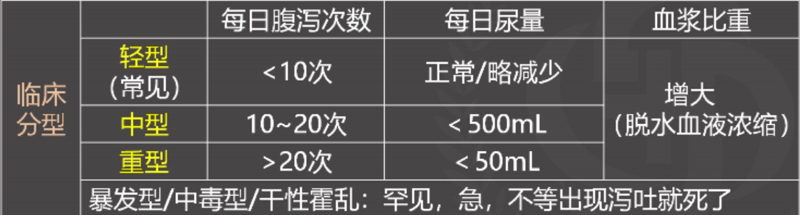 每日腹泻次数 每日尿量 血浆比重
临床分型
轻型
（常见）
<10次 正常/略减少
增大
（脱水血液浓缩）
中型 10~20次 ＜500mL
重型 >20次 ＜50mL
暴发型/中毒型/干性霍乱：罕见，急，不等出现泻吐就死了